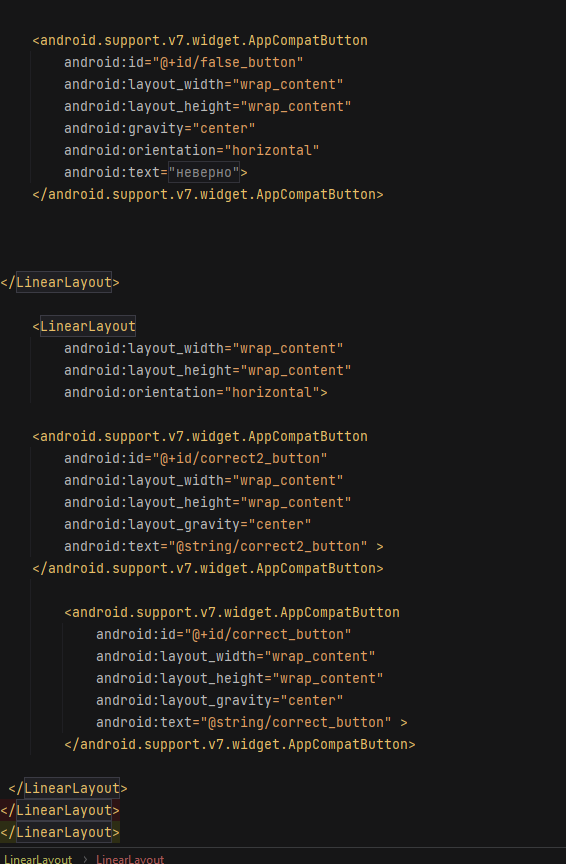 <android.support.v7.widget.AppCompatButton
android:id="@+id/false_button"
android:layout_width="wrap_content"
android:layout_height="wrap_content"
android:gravity="center"
android:orientation="horizontal"
android:text="неверно">
</android.support.v7.widget.AppCompatButton>
</LinearLayout>
<LinearLayout
android:layout_width="wrap_content"
android:layout_height="wrap_content"
android:orientation="horizontal">
<android.support.v7.widget.AppCompatButton
android:id="@+id/correct2_button"
android:layout_width="wrap_content"
android:layout_height="wrap_content"
android:layout_gravity="center"
android:text="@string/correct2_button" >
</android.support.v7.widget.AppCompatButton>
<android.support.v7.widget.AppCompatButton
android:id="@+id/correct_button"
android:layout_width="wrap_content"
android:layout_height="wrap_content"
android:layout_gravity="center"
android:text="@string/correct_button" >
</android.support.v7.widget.AppCompatButton>
</LinearLayout>
</LinearLayout>
</LinearLayout>
LinearLayout › LinearLayout